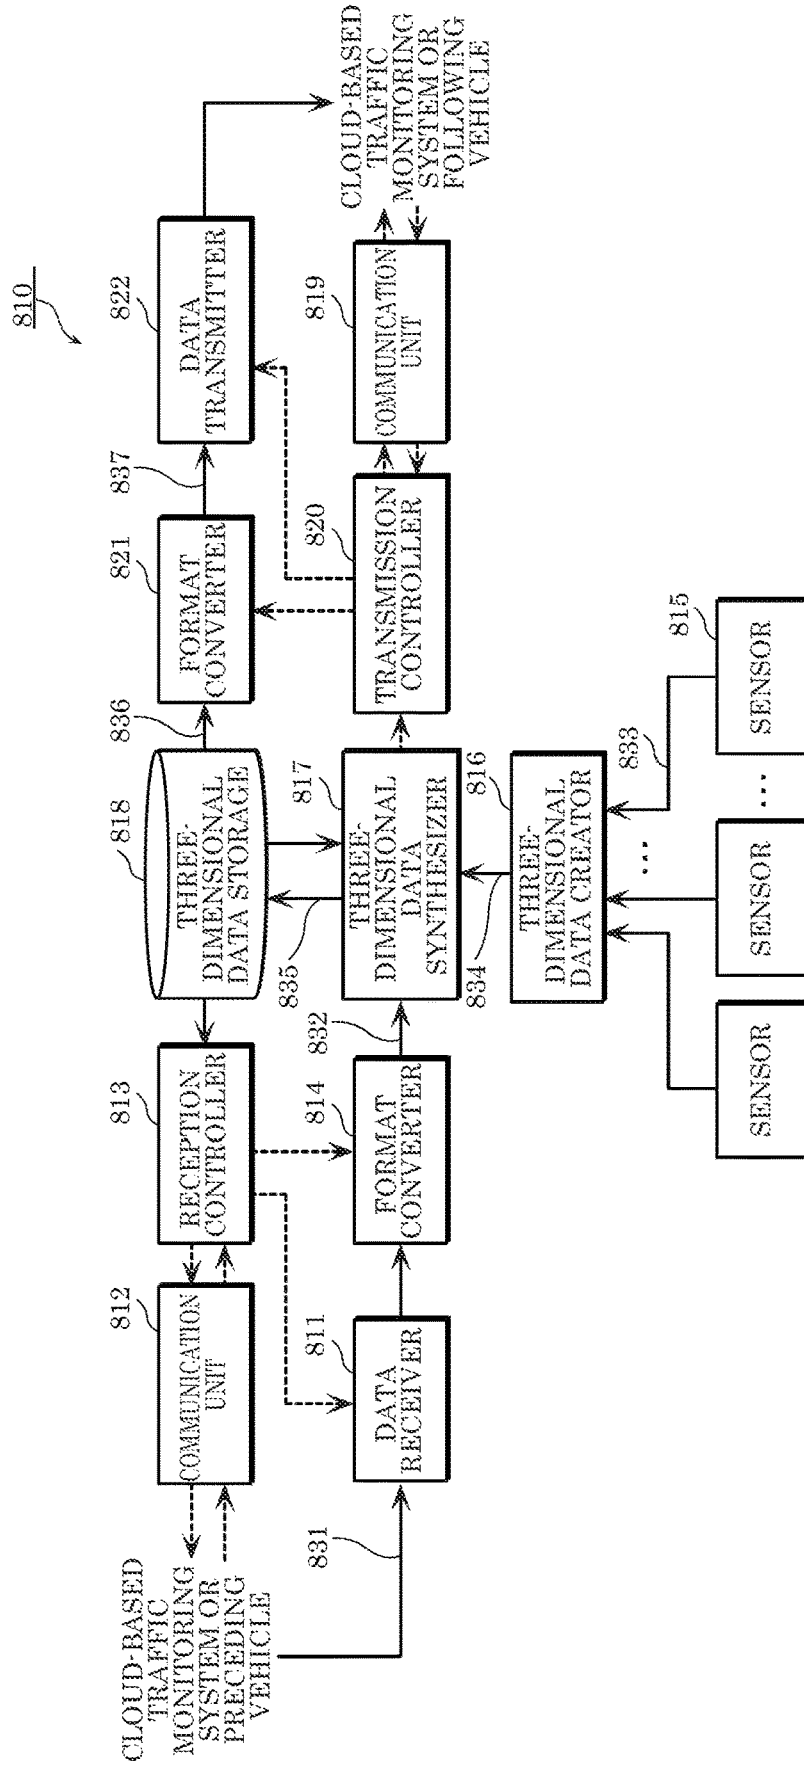 810
CLOUD-BASED
TRAFFIC
MONITORING
SYSTEM OR
PRECEDING
VEHICLE
812
COMMUNICATION
UNIT
813
RECEPTION
CONTROLLER
818
THREE-
DIMENSIONAL
DATA STORAGE
836
821
FORMAT
CONVERTER
837
822
DATA
TRANSMITTER
831
811
DATA
RECEIVER
814
FORMAT
CONVERTER
832
835
817
THREE-
DIMENSIONAL
DATA
SYNTHESIZER
820
TRANSMISSION
CONTROLLER
819
COMMUNICATION
UNIT
CLOUD-BASED
TRAFFIC
MONITORING
SYSTEM OR
FOLLOWING
VEHICLE
834
816
THREE-
DIMENSIONAL
DATA CREATOR
833
...
SENSOR
SENSOR
...
815
SENSOR